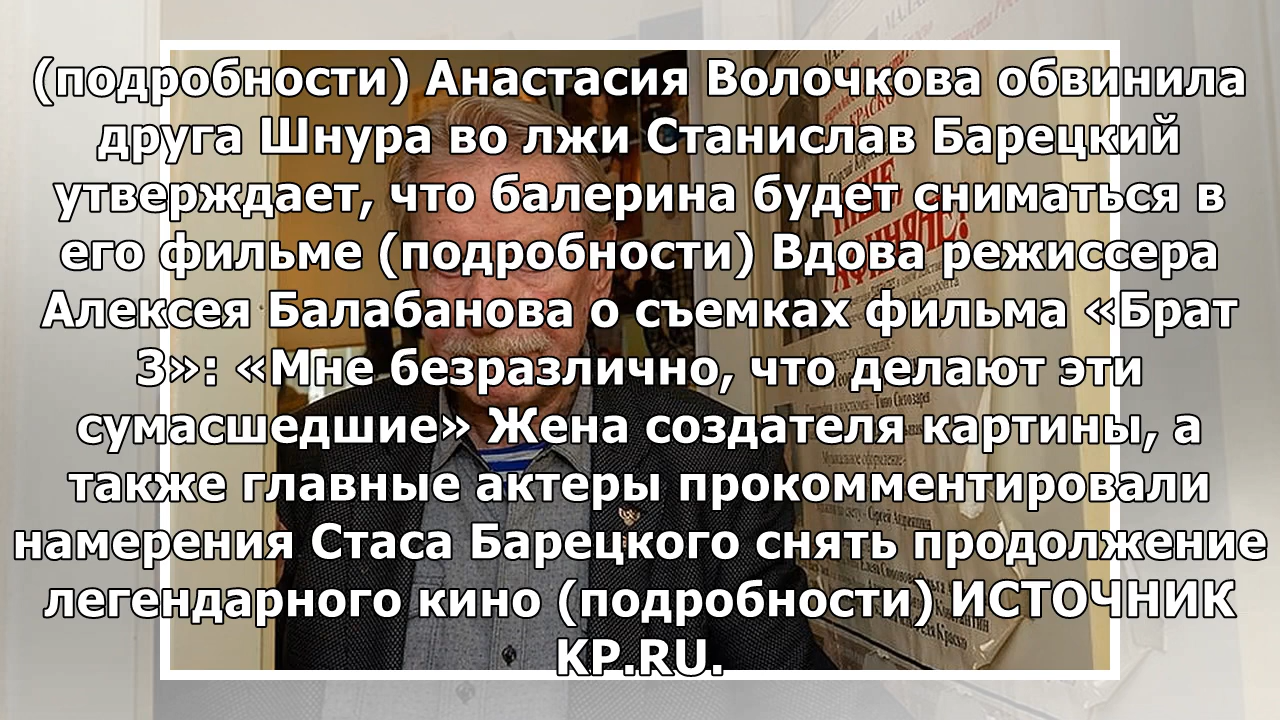 (подробности) Анастасия Волочкова обвинила
друга Шнура во лжи Станислав Барецкий
утверждает, что балерина будет сниматься в
его фильме (подробности) Вдова режиссера
Алексея Балабанова о съемках фильма «Брат
3»: «Мне безразлично, что делают эти
сумасшедшие» Жена создателя картины, а
также главные актеры прокомментировали
намерения Стаса Барецкого снять продолжение
легендарного кино (подробности) ИСТОЧНИК
KP.RU.